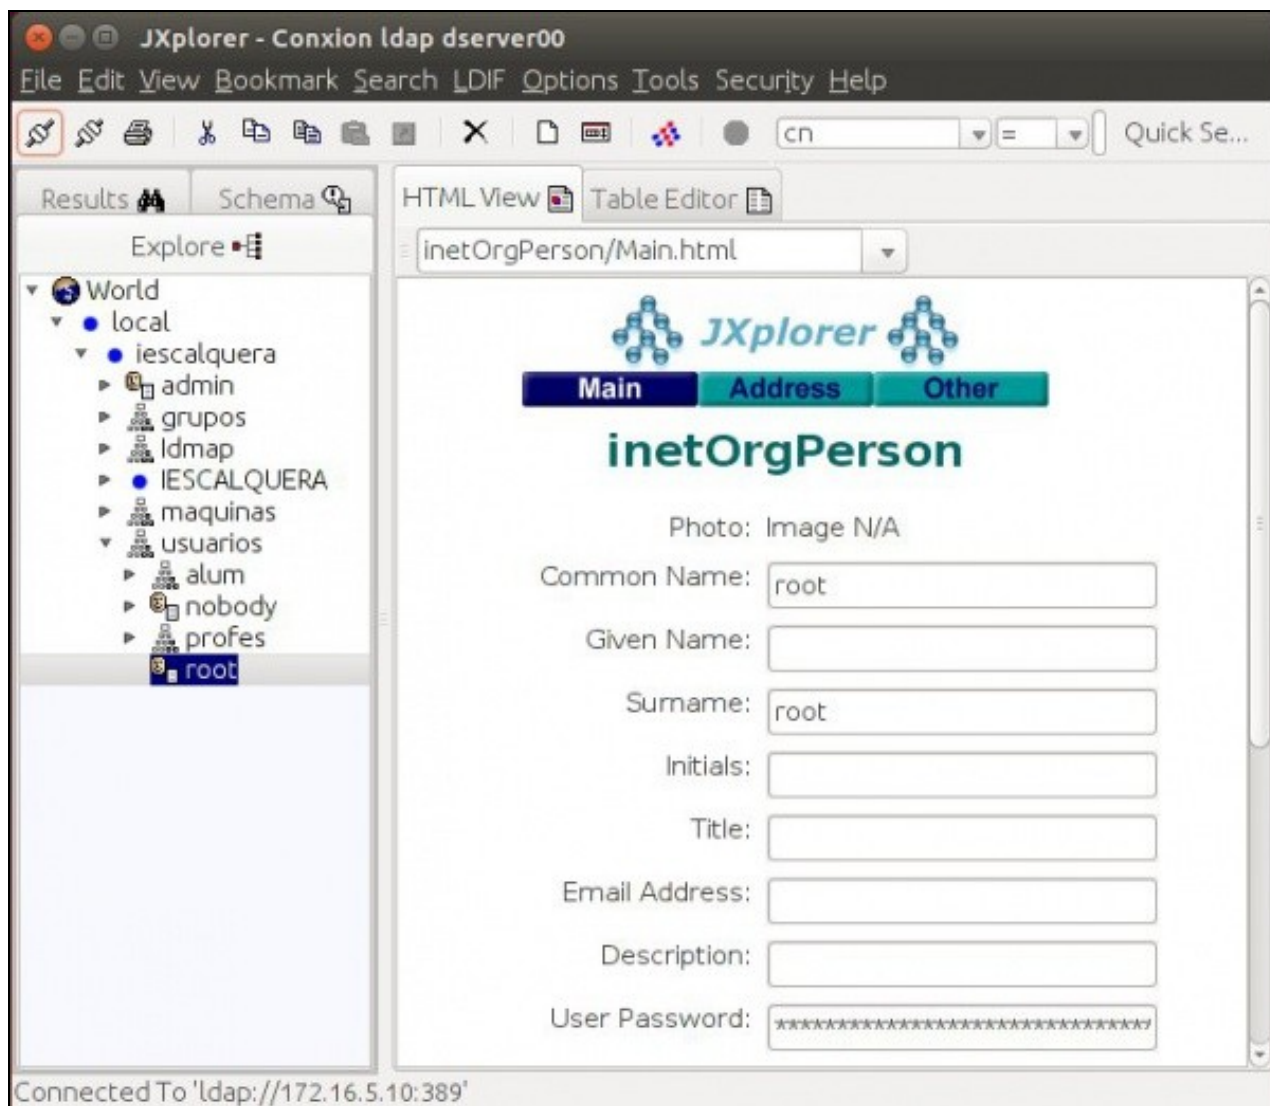 JXplorer - Conxion ldap dserver00
File Edit View Bookmark Search LDIF Options Tools Security Help
cn = Quick Se...
Results Schema
Explore
World
local
iescalquera
admin
grupos
ldmap
IESCALQUERA
maquinas
usuarios
alum
nobody
profes
root
HTML View Table Editor
inetOrgPerson/Main.html
JXplorer
Main Address Other
inetOrgPerson
Photo: Image N/A
Common Name: root
Given Name:
Surname: root
Initials:
Title:
Email Address:
Description:
User Password: ******************************
Connected To 'ldap://172.16.5.10:389'